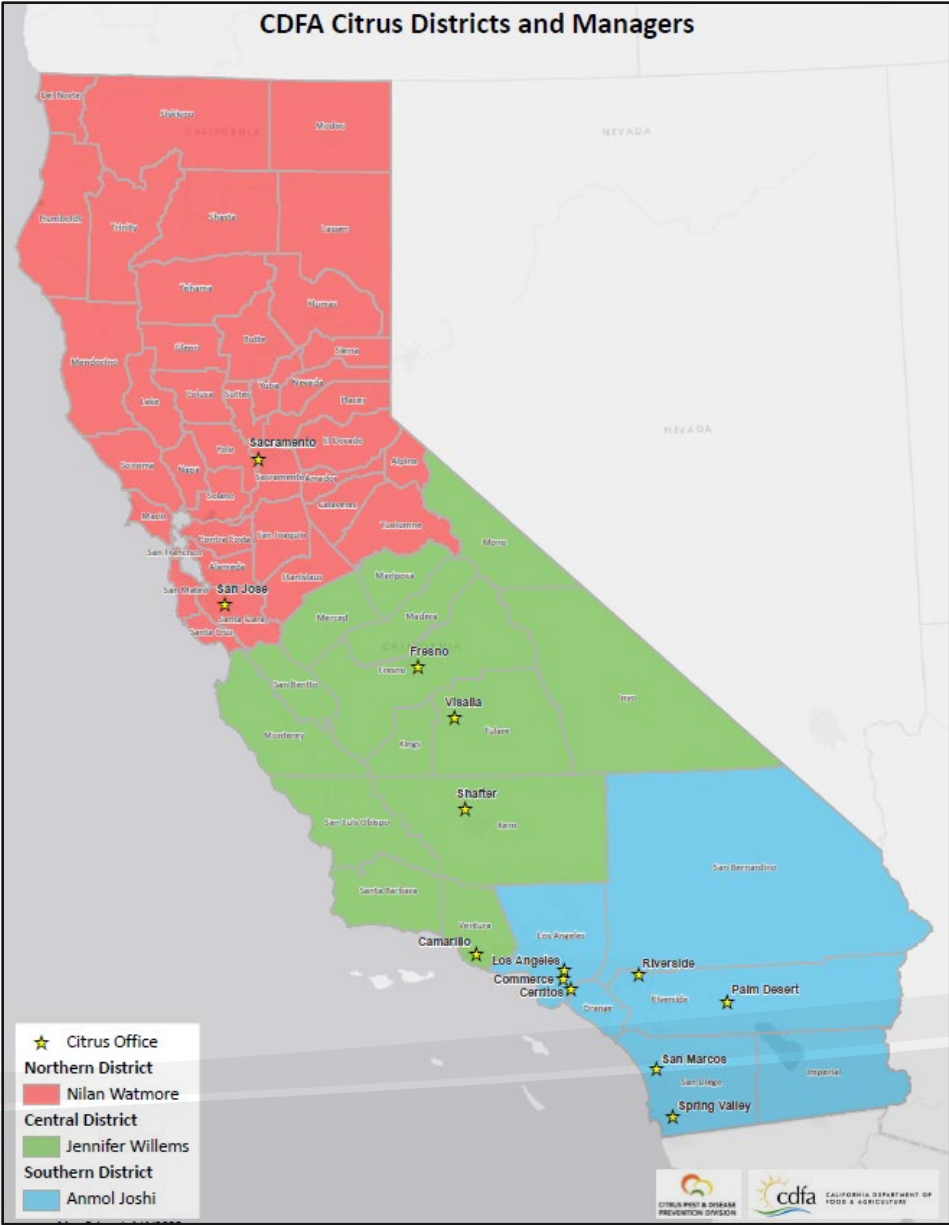 CDFA Citrus Districts and Managers
Del Norte
Siskiyou
Modoc
CALIFORNIA
NEVADA
Humboldt
Trinity
Shasta
Lassen
Tehama
Plumas
Mendocino
Glenn
Butte
Sierra
Lake
Colusa
Sutter
Yuba
Nevada
Placer
NEVADA
Sonoma
Napa
Yolo
Sacramento
El Dorado
Alpine
Solano
Sacramento
Amador
Calaveras
Marin
Contra Costa
San Joaquin
Tuolumne
Mono
San Francisco
Alameda
Stanislaus
Mariposa
San Mateo
San Jose
Santa Clara
Merced
Madera
Santa Cruz
CALIFORNIA
Fresno
Fresno
San Benito
Inyo
Visalia
Monterey
Kings
Tulare
Shafter
San Luis Obispo
Kern
San Bernardino
Santa Barbara
Ventura
Camarillo
Los Angeles
Los Angeles
Commerce
Cerritos
Riverside
Riverside
Palm Desert
Orange
San Marcos
San Diego
Imperial
Spring Valley
Citrus Office
Northern District
Nilan Watmore
Central District
Jennifer Willems
Southern District
Anmol Joshi
CITRUS PEST & DISEASE
PREVENTION DIVISION
cdfa
CALIFORNIA DEPARTMENT OF
FOOD & AGRICULTURE